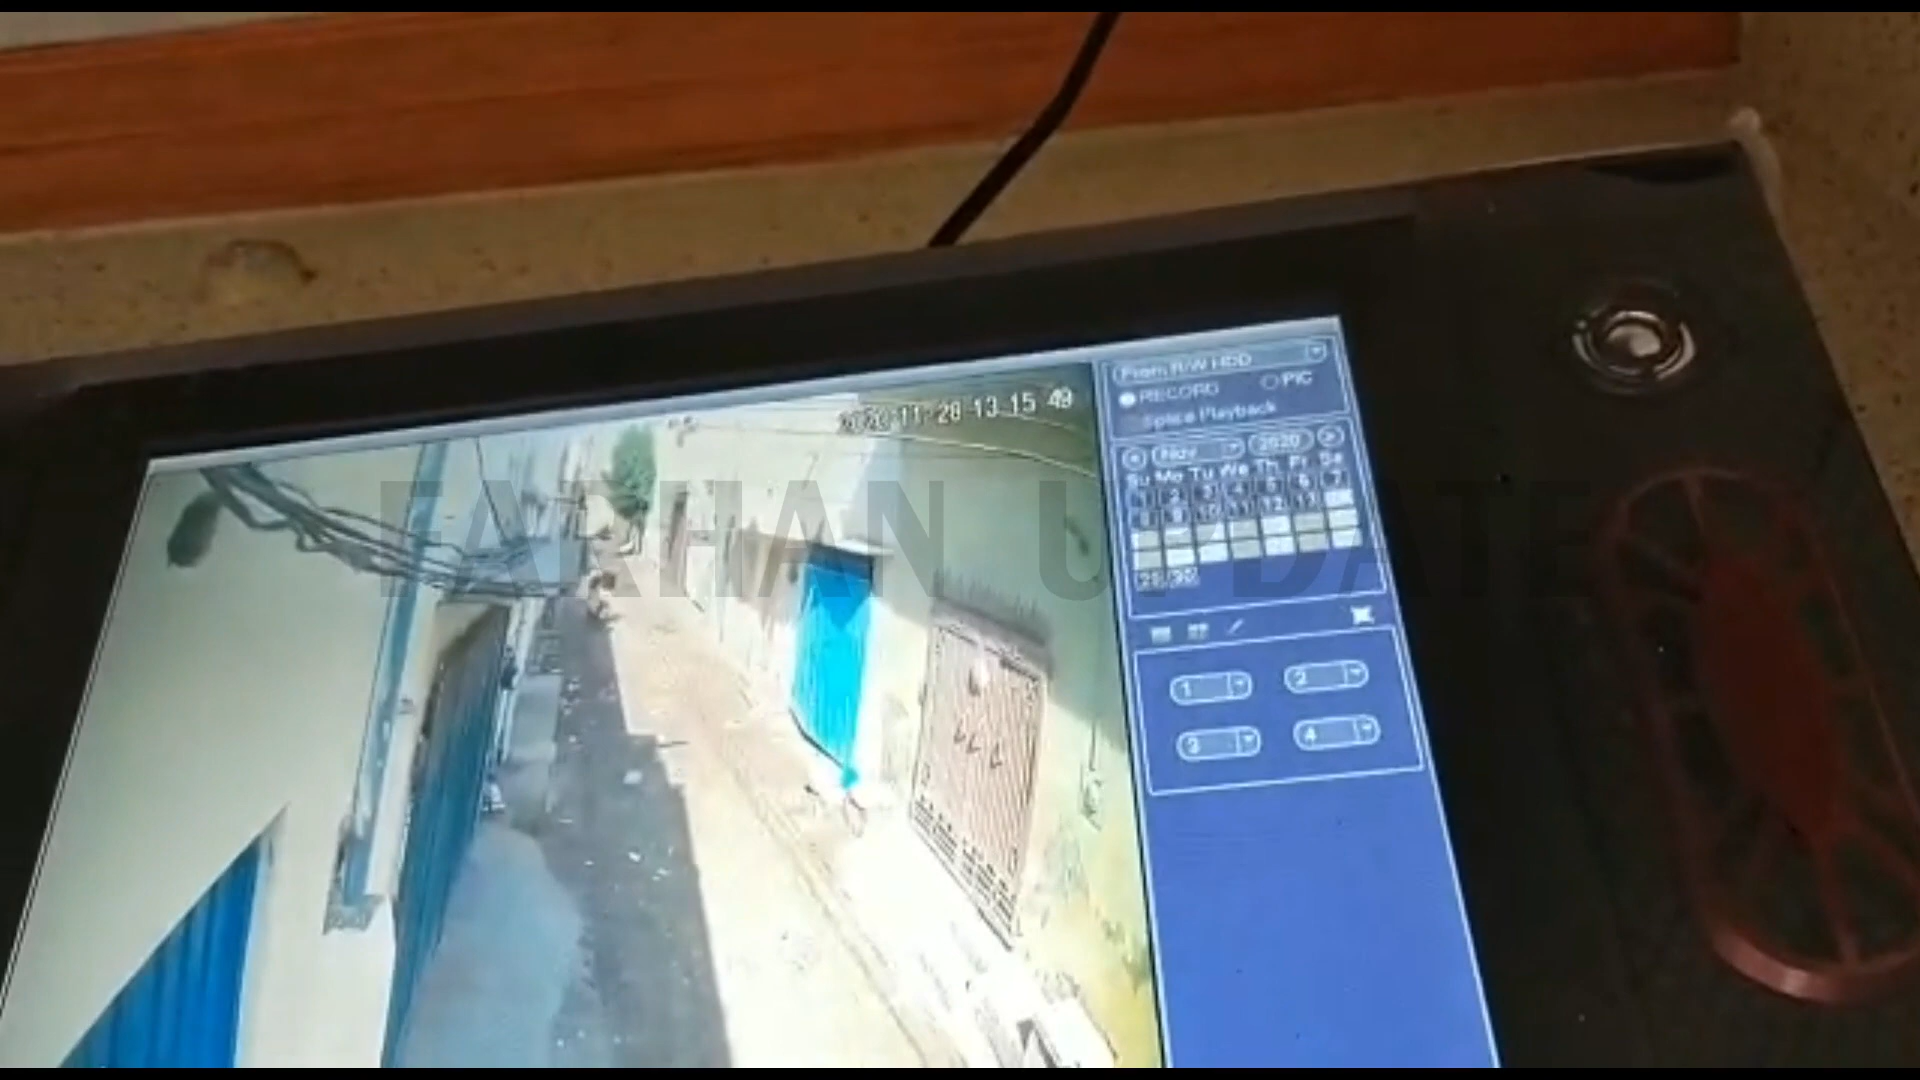 2020-11-28 13 15 49
From R/W HDD
RECORD PIC
Splice Playback
Nov 2020
Su Mo Tu We Th Fr Sa
1 2 3 4 5 6 7
8 9 10 11 12 13
29 30
FARHAN UPDATE
1 2
3 4